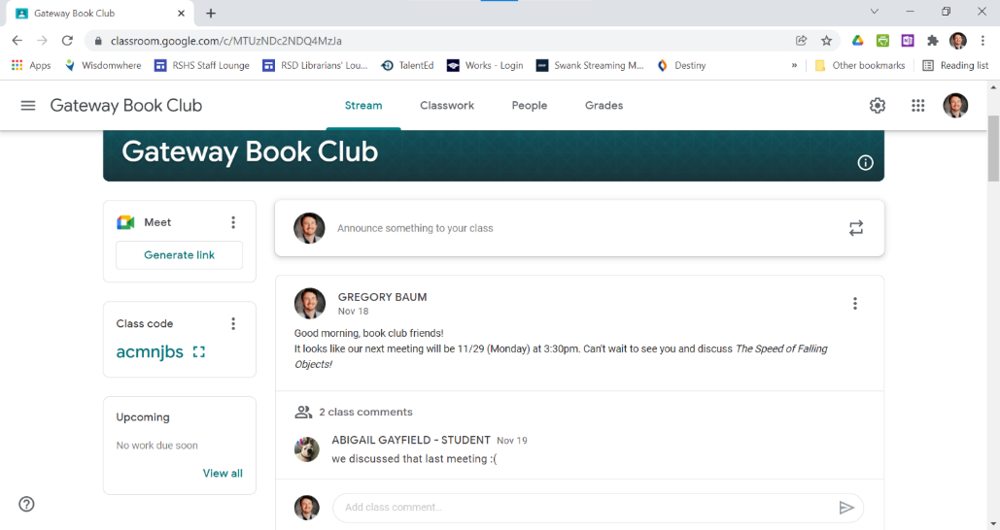 Gateway Book Club
classroom.google.com/c/MTUzNDc2NDQ4MzJa
Apps Wisdomwhere RSHS Staff Lounge RSD Librarians' Lou... TalentEd Works - Login Swank Streaming M... Destiny » Other bookmarks Reading list
Gateway Book Club Stream Classwork People Grades
Gateway Book Club
Meet
Generate link
Class code
acmnjbs
Upcoming
No work due soon
View all
Announce something to your class
GREGORY BAUM
Nov 18
Good morning, book club friends!
It looks like our next meeting will be 11/29 (Monday) at 3:30pm. Can't wait to see you and discuss The Speed of Falling
Objects!
2 class comments
ABIGAIL GAYFIELD - STUDENT Nov 19
we discussed that last meeting :(
Add class comment...